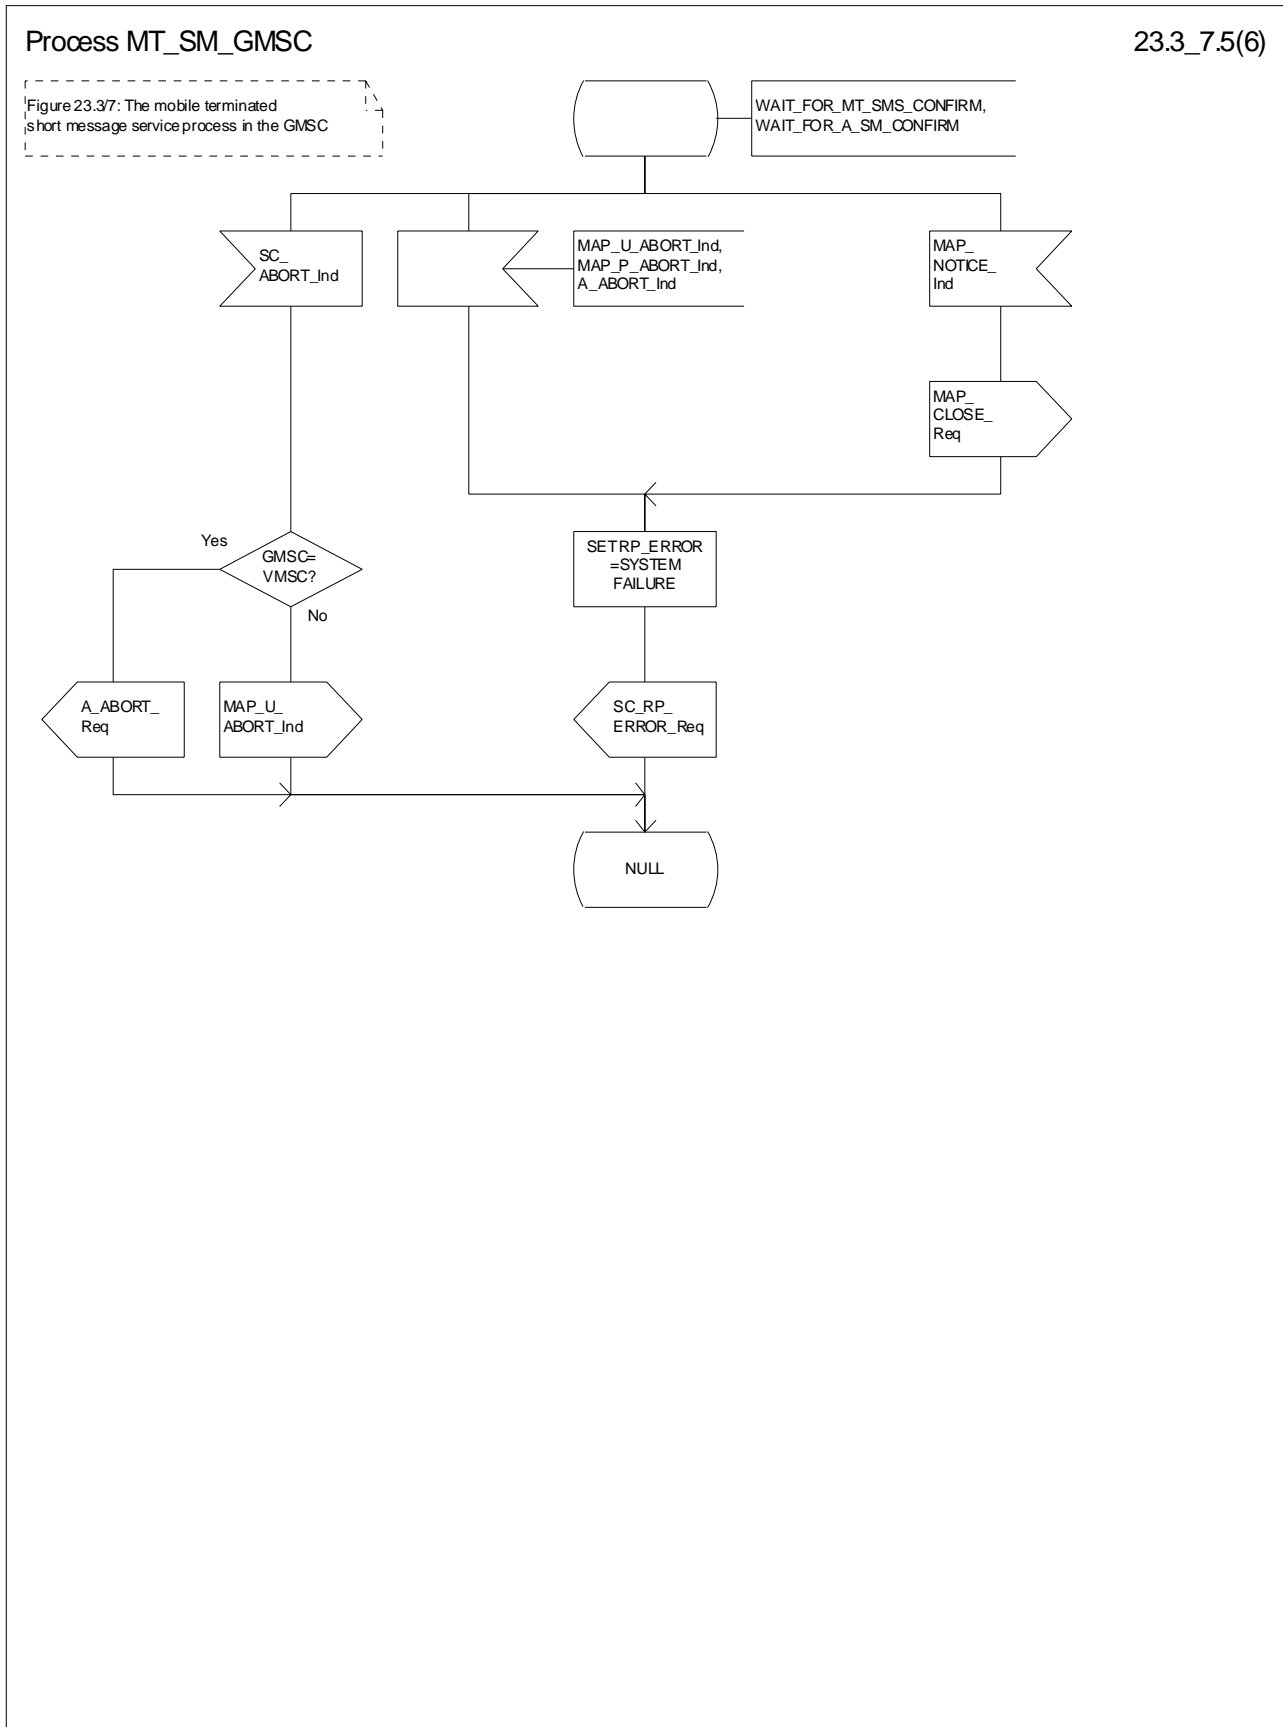 Process MT_SM_GMSC
23.3_7.5(6)
Figure 23.3/7: The mobile terminated
short message service process in the GMSC
WAIT_FOR_MT_SMS_CONFIRM,
WAIT_FOR_A_SM_CONFIRM
SC_
ABORT_Ind
MAP_U_ABORT_Ind,
MAP_P_ABORT_Ind,
A_ABORT_Ind
MAP_
NOTICE_
Ind
MAP_
CLOSE_
Req
Yes
GMSC=
VMSC?
No
SETRP_ERROR
=SYSTEM
FAILURE
A_ABORT_
Req
MAP_U_
ABORT_Ind
SC_RP_
ERROR_Req
NULL